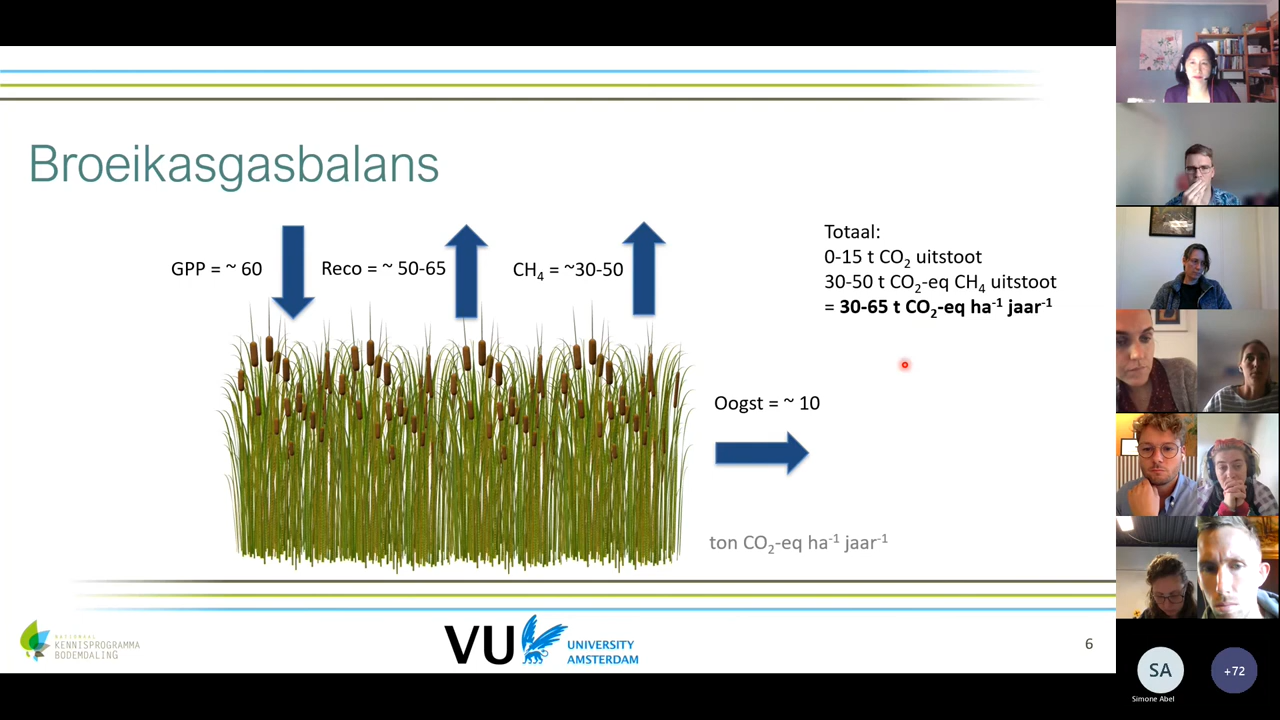 Broeikasgasbalans
GPP = ~ 60
Reco = ~ 50-65
CH₄ = ~30-50
Totaal:
0-15 t CO₂ uitstoot
30-50 t CO₂-eq CH₄ uitstoot
= 30-65 t CO₂-eq ha⁻¹ jaar⁻¹
Oogst = ~ 10
ton CO₂-eq ha⁻¹ jaar⁻¹
NATIONAAL
KENNISPROGRAMMA
BODEMDALING
VU
UNIVERSITY
AMSTERDAM
6
SA
+72
Simone Abel